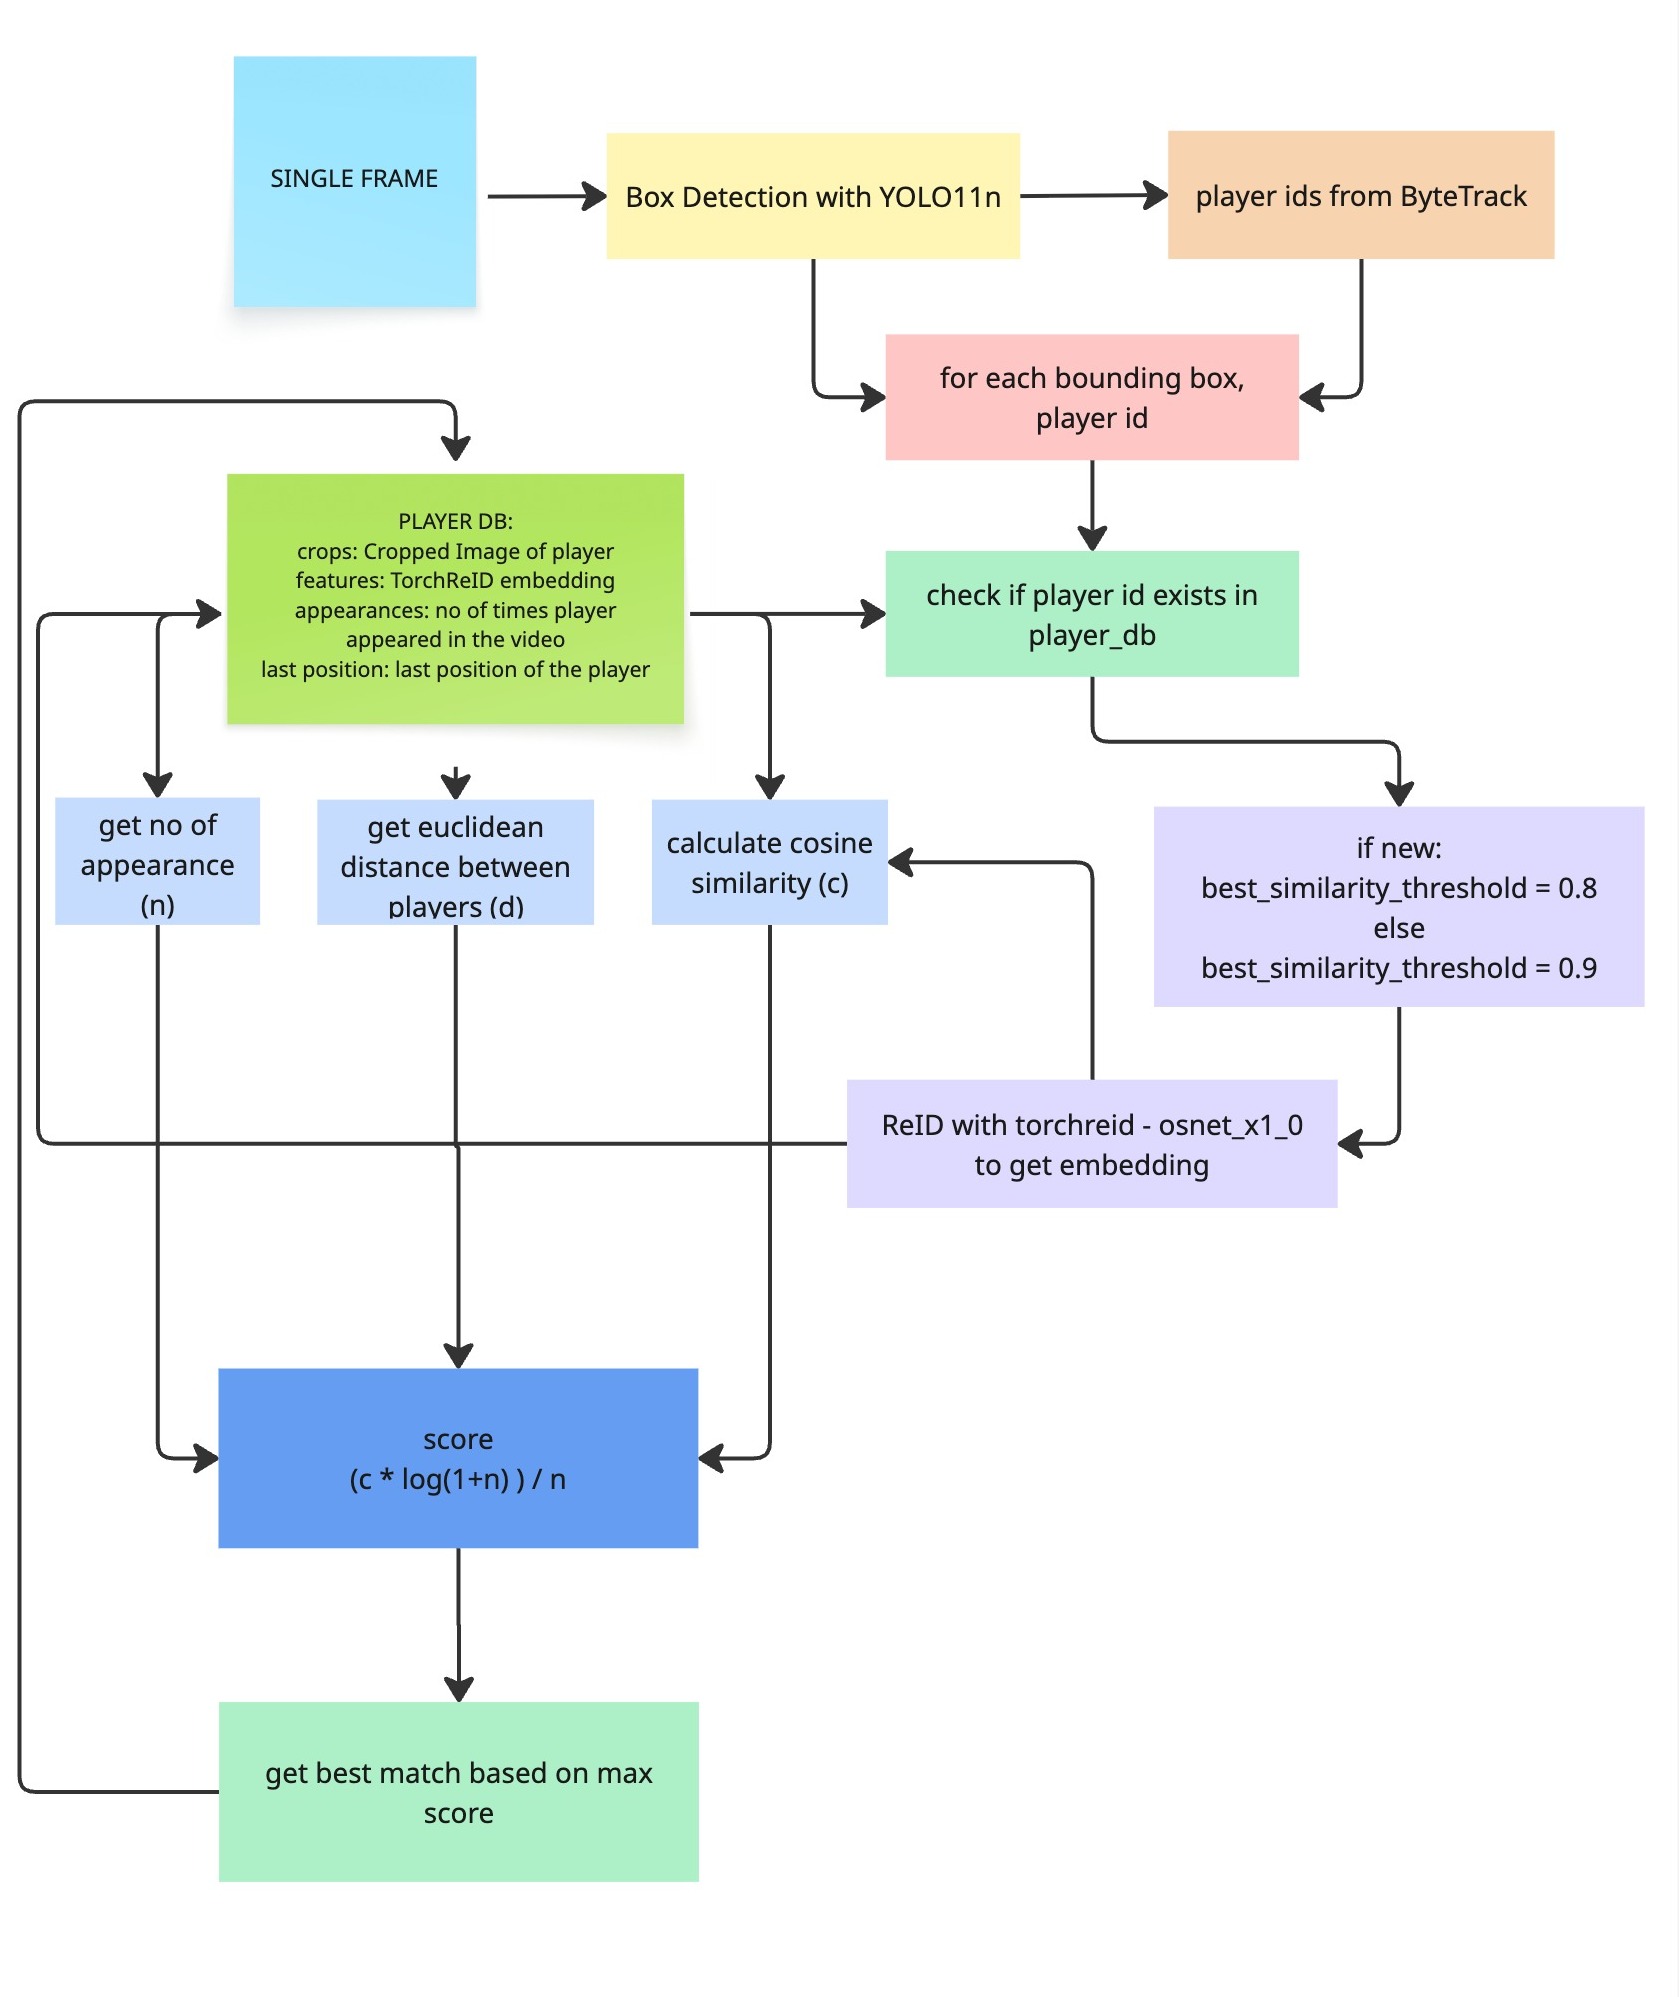 SINGLE FRAME
Box Detection with YOLO11n
player ids from ByteTrack
for each bounding box,
player id
PLAYER DB:
crops: Cropped Image of player
features: TorchReID embedding
appearances: no of times player
appeared in the video
last position: last position of the player
check if player id exists in
player_db
get no of
appearance
(n)
get euclidean
distance between
players (d)
calculate cosine
similarity (c)
if new:
best_similarity_threshold = 0.8
else
best_similarity_threshold = 0.9
ReID with torchreid - osnet_x1_0
to get embedding
score
(c * log(1+n) ) / n
get best match based on max
score